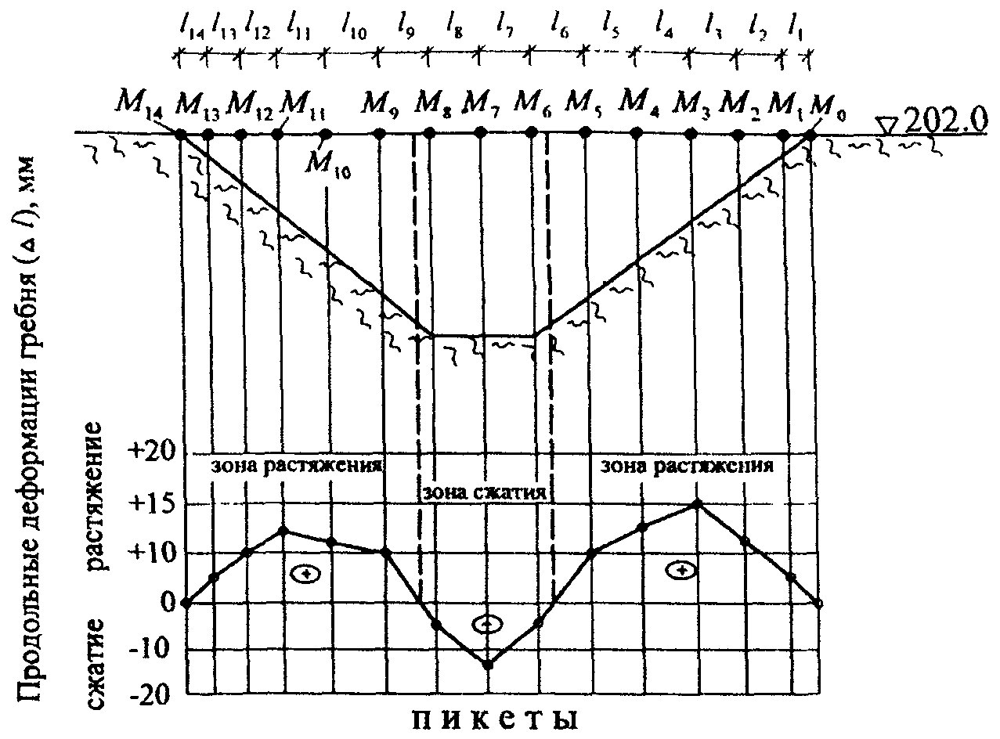 l₁₄ l₁₃ l₁₂ l₁₁ l₁₀ l₉ l₈ l₇ l₆ l₅ l₄ l₃ l₂ l₁
M₁₄ M₁₃ M₁₂ M₁₁ M₉ M₈ M₇ M₆ M₅ M₄ M₃ M₂ M₁ M₀
▽202.0
M₁₀
Продольные деформации гребня (Δ l), мм
сжатие растяжение
+20
зона растяжения зона растяжения
зона сжатия
+15
+10
0
-10
-20
пикеты